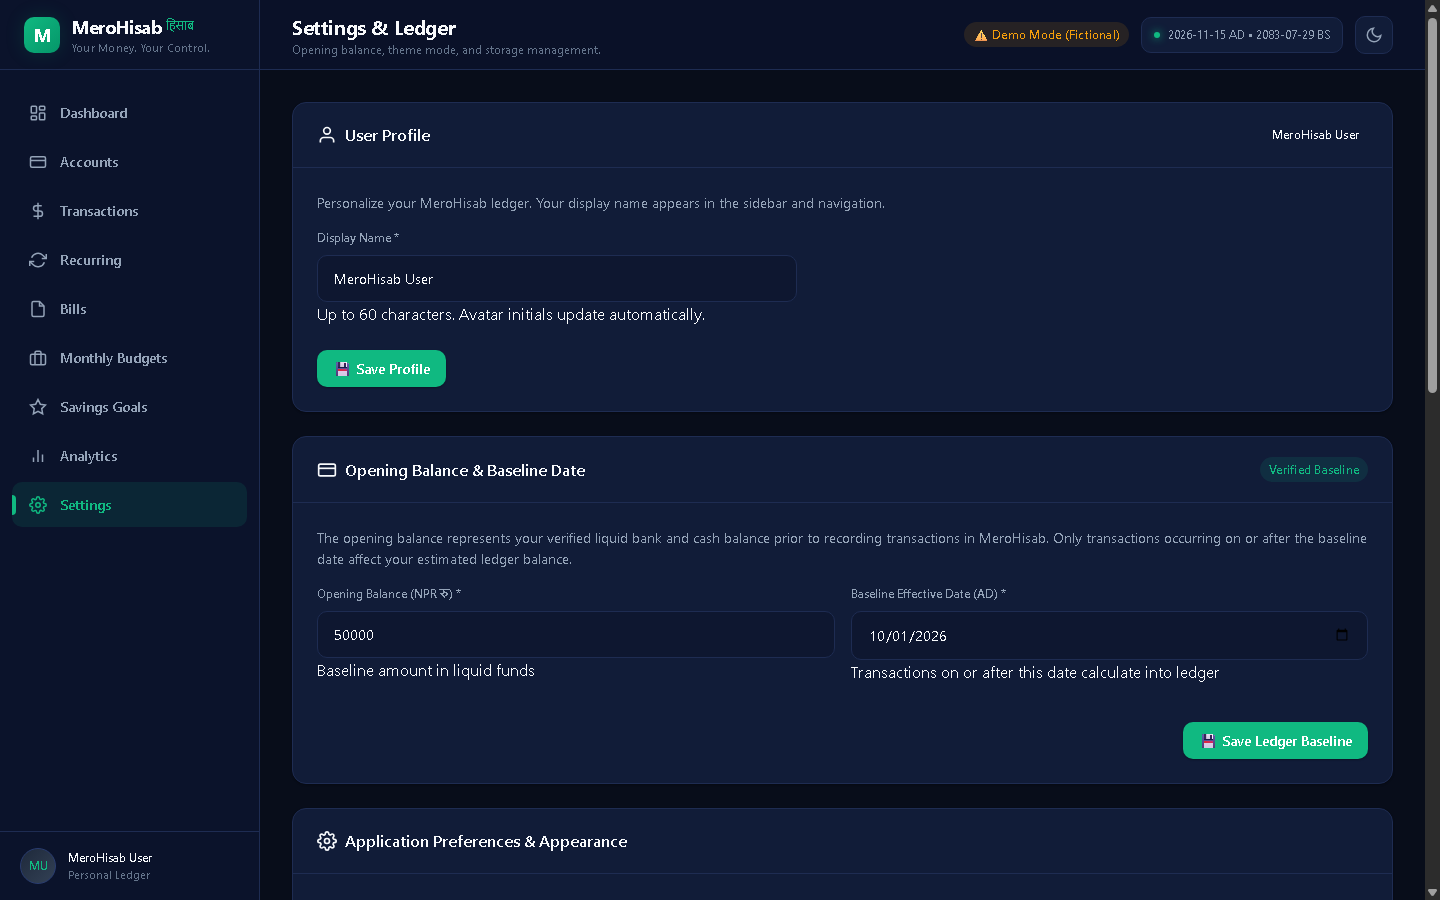 M
MeroHisab हिसाब
Your Money. Your Control.
Dashboard
Accounts
Transactions
Recurring
Bills
Monthly Budgets
Savings Goals
Analytics
Settings
MU
MeroHisab User
Personal Ledger
Settings & Ledger
Opening balance, theme mode, and storage management.
⚠️ Demo Mode (Fictional)
2026-11-15 AD • 2083-07-29 BS
User Profile
MeroHisab User
Personalize your MeroHisab ledger. Your display name appears in the sidebar and navigation.
Display Name *
MeroHisab User
Up to 60 characters. Avatar initials update automatically.
💾 Save Profile
Opening Balance & Baseline Date
Verified Baseline
The opening balance represents your verified liquid bank and cash balance prior to recording transactions in MeroHisab. Only transactions occurring on or after the baseline
date affect your estimated ledger balance.
Opening Balance (NPR रू) *
Baseline Effective Date (AD) *
50000
10/01/2026
Baseline amount in liquid funds
Transactions on or after this date calculate into ledger
💾 Save Ledger Baseline
Application Preferences & Appearance